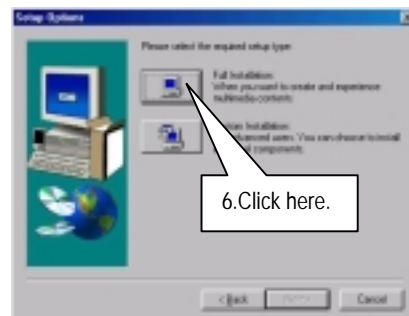 Setup Options
Please select the required setup type
Full Installation:
When you want to create and experience
multimedia contents.
Installation:
advanced users. You can choose to install
components.
6.Click here.
< Back
Cancel